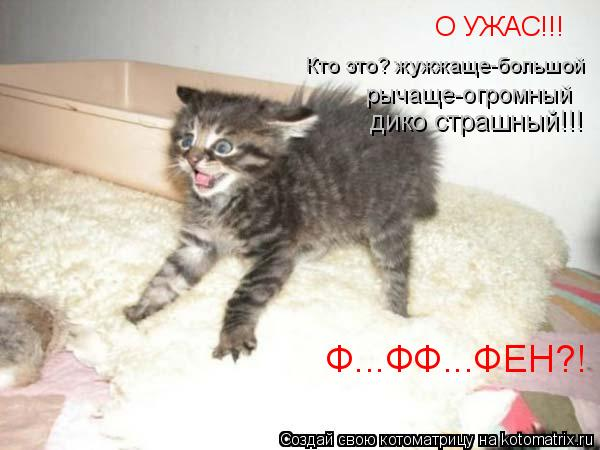 О УЖАС!!!
Кто это? жужжаще-большой
рычаще-огромный
дико страшный!!!
Ф...ФФ...ФЕН?!
Создай свою котоматрицу на kotomatrix.ru